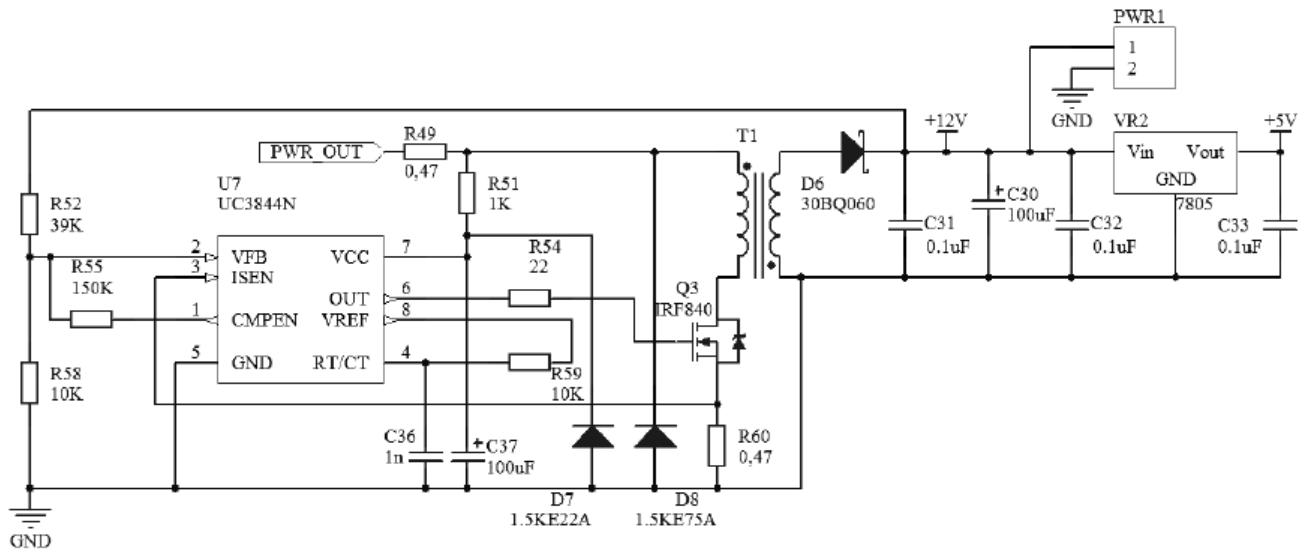 PWR1
1
2
GND
PWR_OUT
R49
0,47
T1
+12V
VR2
+5V
Vin
Vout
GND
7805
U7
UC3844N
R51
1K
D6
30BQ060
C30
100uF
+
R52
39K
C31
0.1uF
C32
0.1uF
C33
0.1uF
2
VFB
VCC
7
R54
22
3
ISEN
R55
150K
OUT
6
Q3
IRF840
1
CMPEN
VREF
8
5
GND
RT/CT
4
R59
10K
R58
10K
C36
1n
+
C37
100uF
R60
0,47
D7
1.5KE22A
D8
1.5KE75A
GND